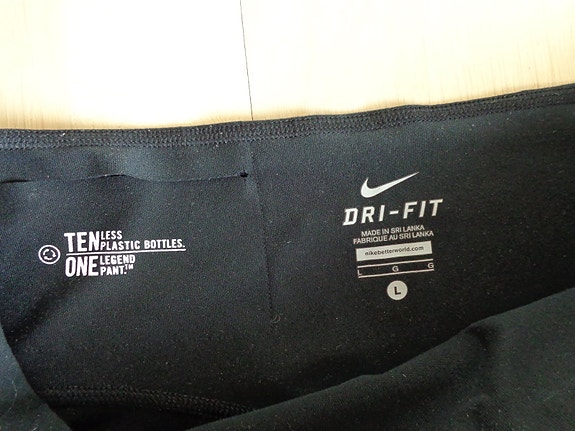 TEN LESS
PLASTIC BOTTLES.
ONE LEGEND
PANT.™
DRI-FIT
MADE IN SRI LANKA
FABRIQUE AU SRI LANKA
nikebetterworld.com
L G G
L